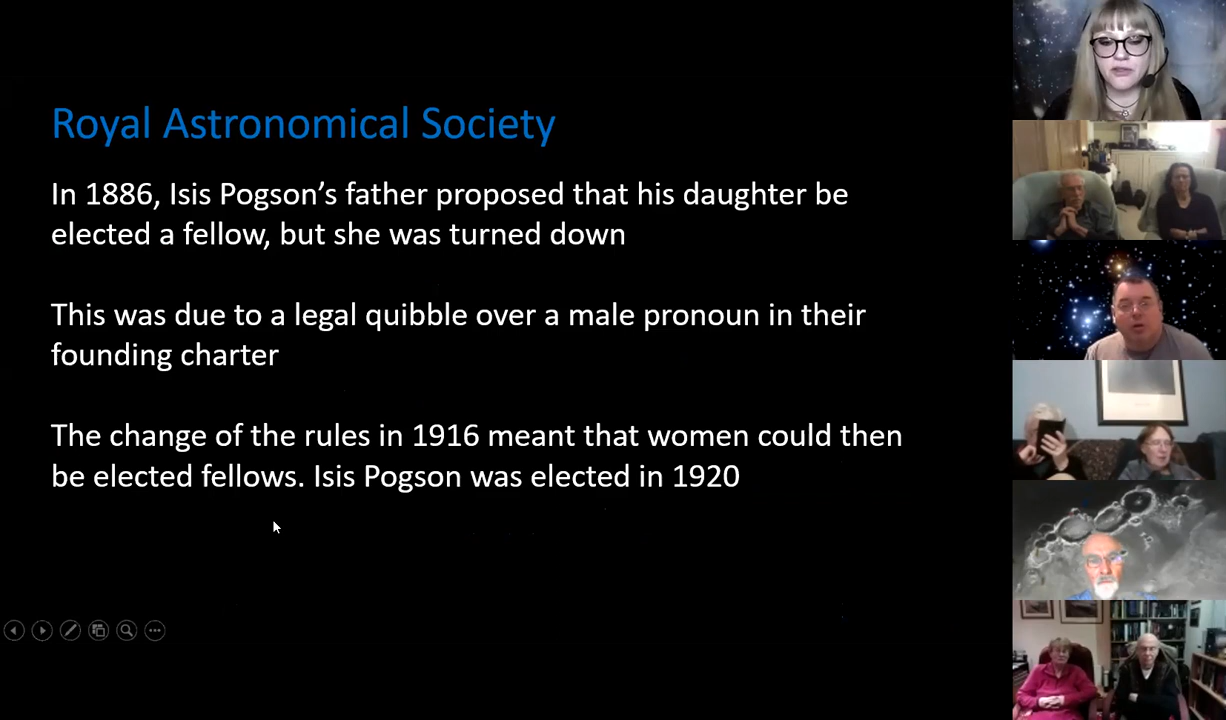 Royal Astronomical Society
In 1886, Isis Pogson’s father proposed that his daughter be
elected a fellow, but she was turned down
This was due to a legal quibble over a male pronoun in their
founding charter
The change of the rules in 1916 meant that women could then
be elected fellows. Isis Pogson was elected in 1920